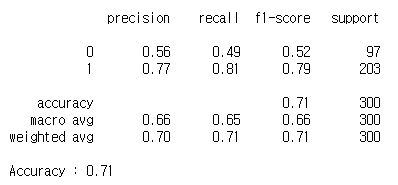 precision recall f1-score support
0 0.56 0.49 0.52 97
1 0.77 0.81 0.79 203
accuracy 0.71 300
macro avg 0.66 0.65 0.66 300
weighted avg 0.70 0.71 0.71 300
Accuracy : 0.71